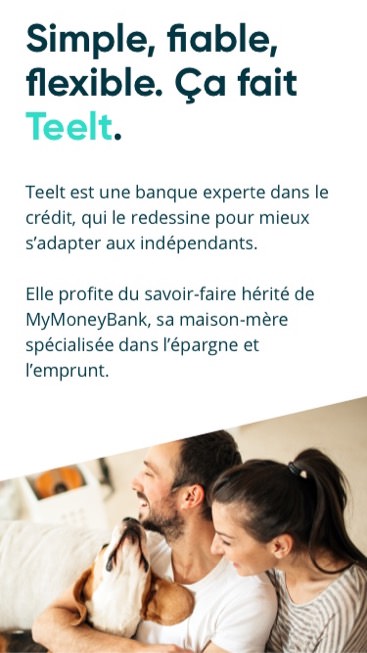 Simple, fiable,
flexible. Ça fait
Teelt.
Teelt est une banque experte dans le
crédit, qui le redessine pour mieux
s’adapter aux indépendants.
Elle profite du savoir-faire hérité de
MyMoneyBank, sa maison-mère
spécialisée dans l’épargne et
l’emprunt.